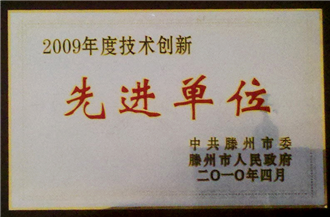 2009年度技术创新
先进单位
中共滕州市委
滕州市人民政府
二〇一〇年四月